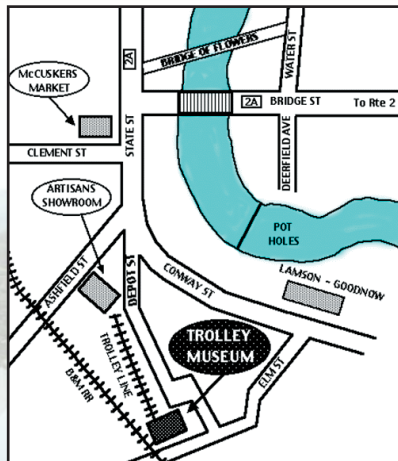 2A
BRIDGE OF FLOWERS
WATER ST
McCUSKERS
MARKET
2A
BRIDGE ST
To Rte 2
STATE ST
CLEMENT ST
DEERFIELD AVE
ARTISANS
SHOWROOM
POT
HOLES
ASHFIELD ST
DEPOT ST
CONWAY ST
LAMSON - GOODNOW
TROLLEY
MUSEUM
TROLLEY LINE
B&M RR
ELM ST